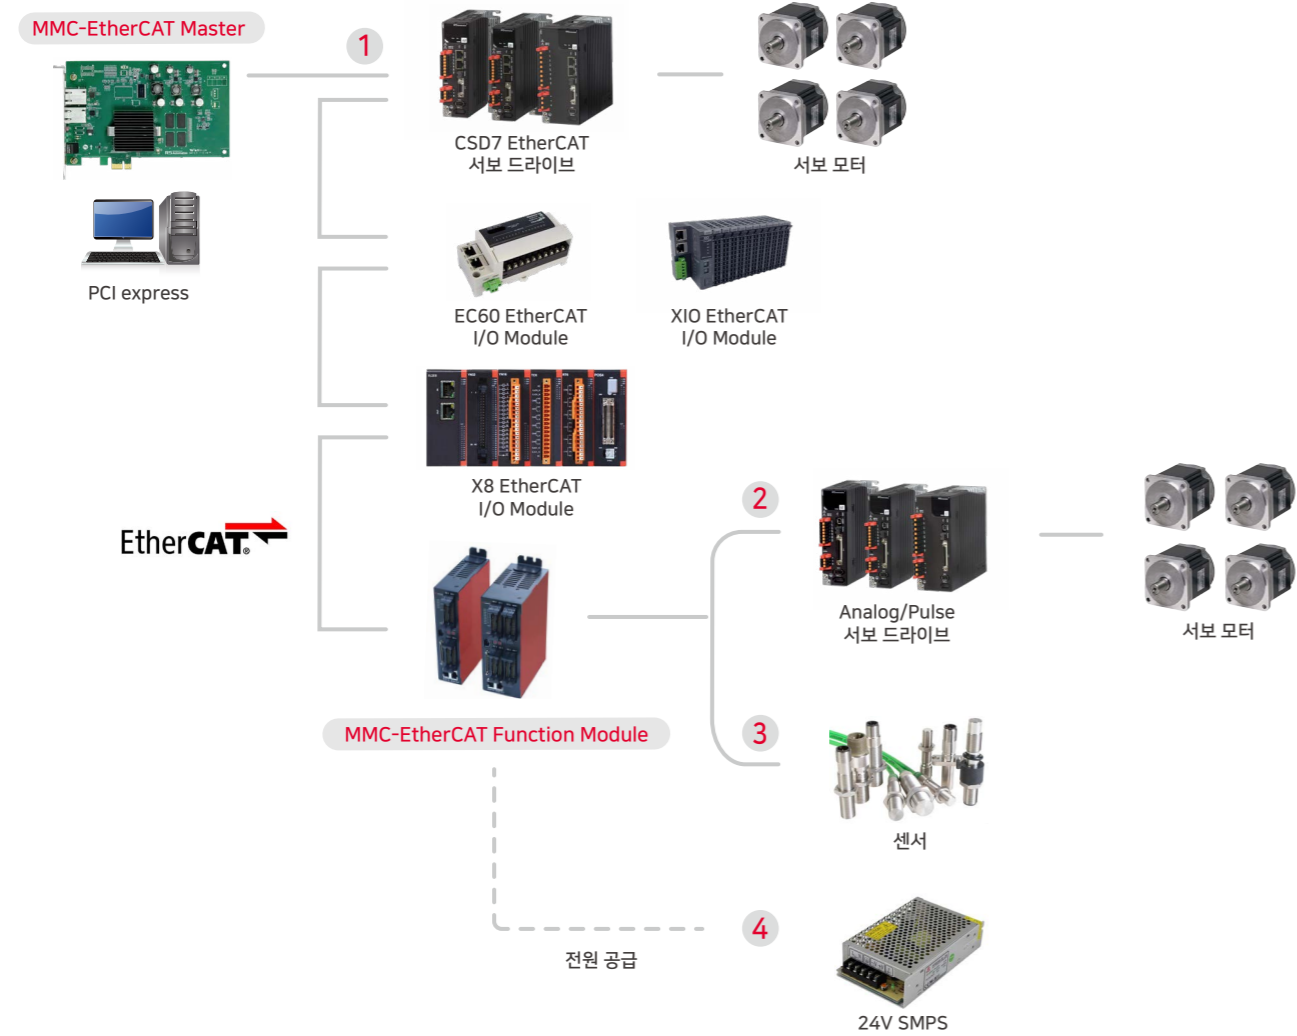 MMC-EtherCAT Master
1
CSD7 EtherCAT
서보 드라이브
서보 모터
PCI express
EC60 EtherCAT
I/O Module
XIO EtherCAT
I/O Module
X8 EtherCAT
I/O Module
EtherCAT®
2
Analog/Pulse
서보 드라이브
서보 모터
MMC-EtherCAT Function Module
3
센서
4
전원 공급
24V SMPS